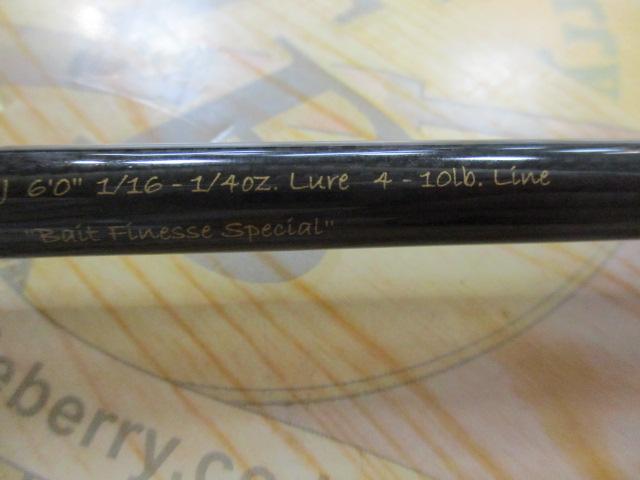 J 6'0" 1/16 - 1/4oz. Lure 4 - 10lb. Line
"Bait Finesse Special"
eberry.co